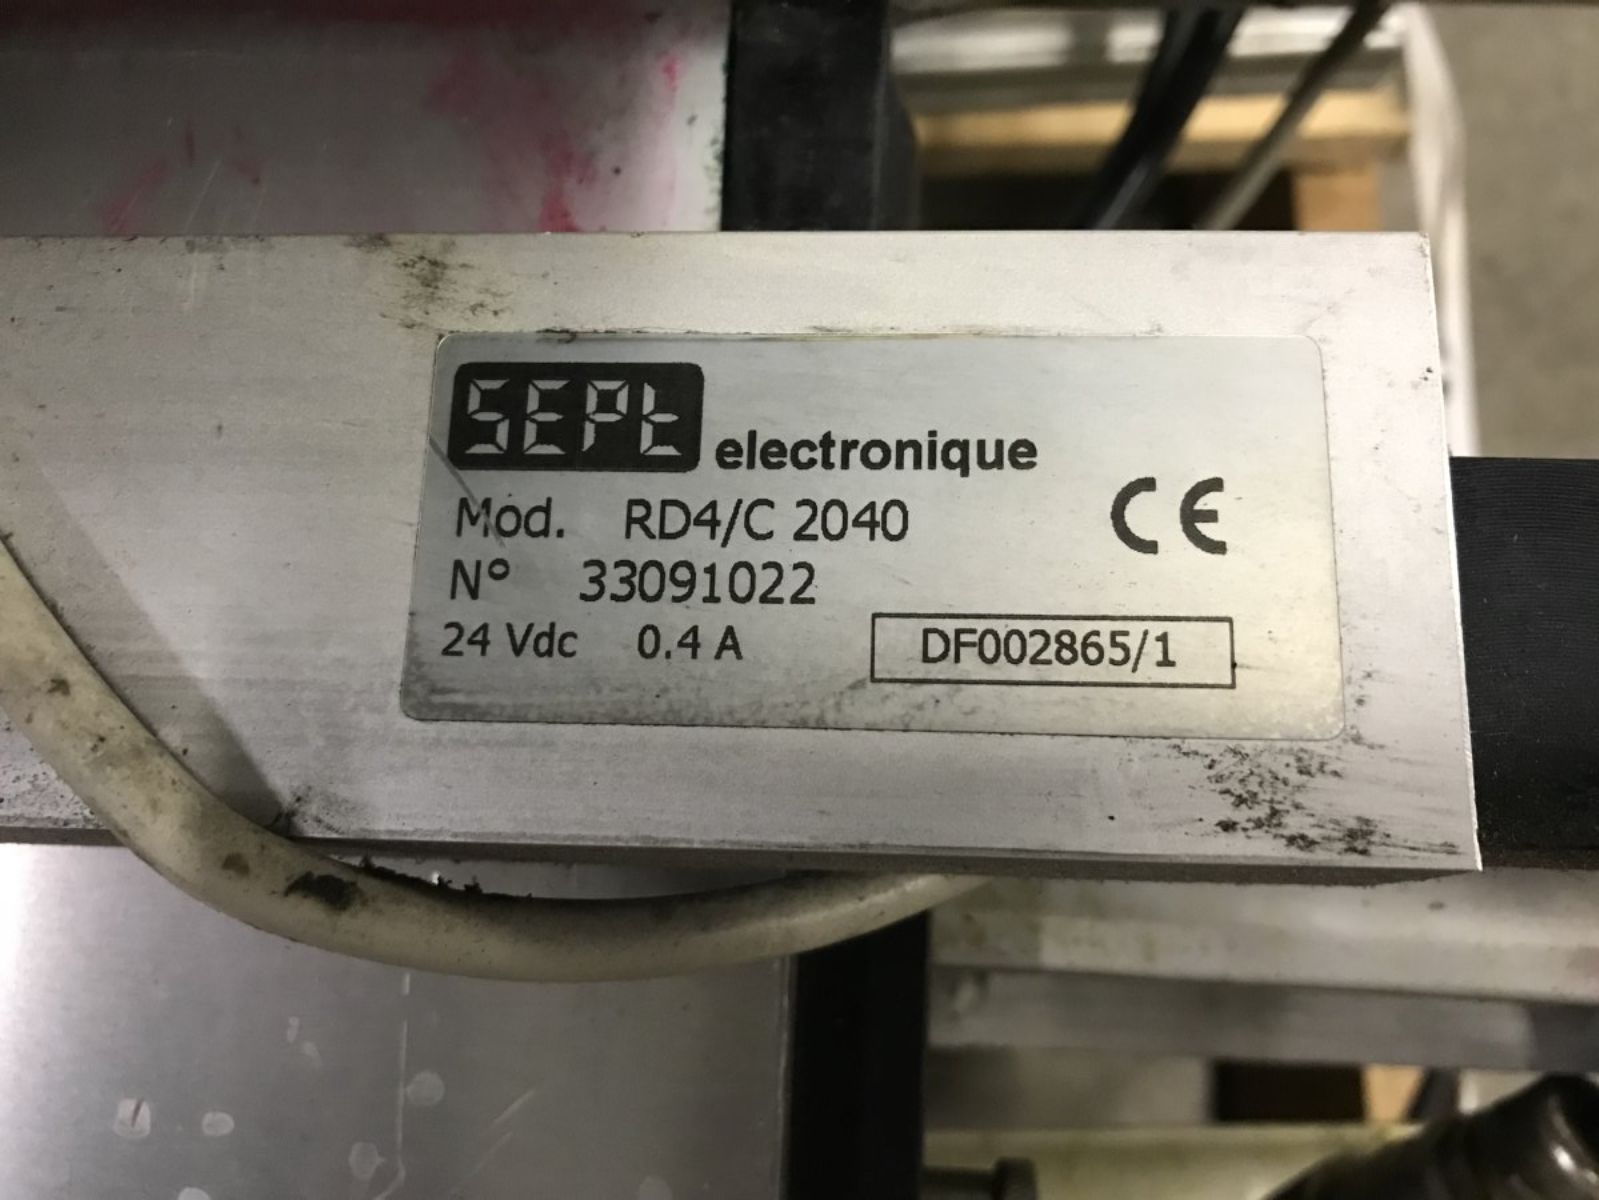 SEPt electronique
Mod. RD4/C 2040
CE
N° 33091022
24 Vdc 0.4 A
DF002865/1